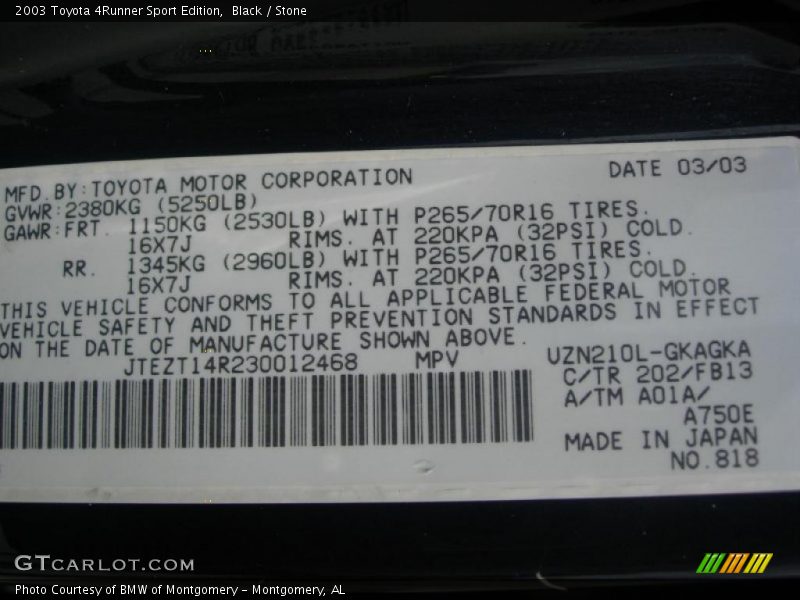 2003 Toyota 4Runner Sport Edition, Black / Stone
DATE 03/03
MFD.BY:TOYOTA MOTOR CORPORATION
GVWR:2380KG (5250LB)
GAWR:FRT. 1150KG (2530LB) WITH P265/70R16 TIRES.
16X7J RIMS. AT 220KPA (32PSI) COLD.
RR. 1345KG (2960LB) WITH P265/70R16 TIRES.
16X7J RIMS. AT 220KPA (32PSI) COLD.
THIS VEHICLE CONFORMS TO ALL APPLICABLE FEDERAL MOTOR
VEHICLE SAFETY AND THEFT PREVENTION STANDARDS IN EFFECT
ON THE DATE OF MANUFACTURE SHOWN ABOVE.
JTEZT14R230012468 MPV UZN210L-GKAGKA
C/TR 202/FB13
A/TM A01A/
A750E
MADE IN JAPAN
NO.818
GTCARLOT.COM
Photo Courtesy of BMW of Montgomery - Montgomery, AL